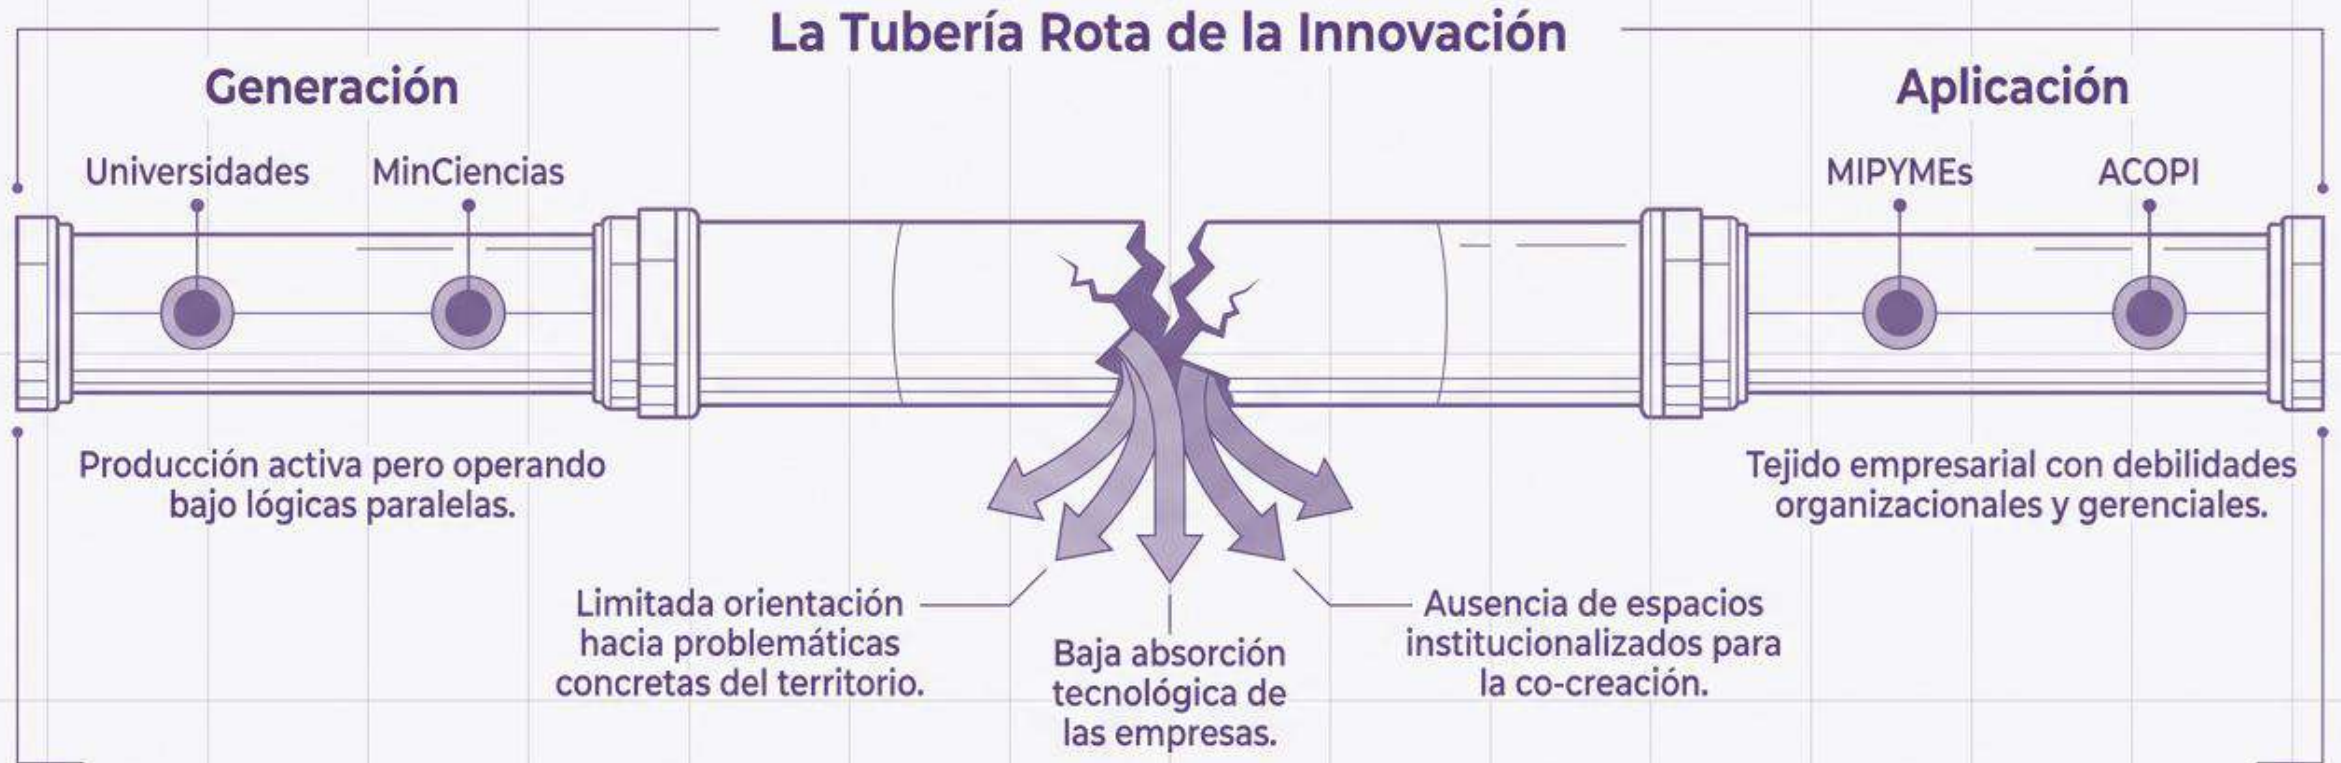 La Tubería Rota de la Innovación
Generación
Aplicación
Universidades
MinCiencias
MIPYMEs
ACOPI
Producción activa pero operando
bajo lógicas paralelas.
Tejido empresarial con debilidades
organizacionales y gerenciales.
Limitada orientación
hacia problemáticas
concretas del territorio.
Baja absorción
tecnológica de
las empresas.
Ausencia de espacios
institucionalizados para
la co-creación.